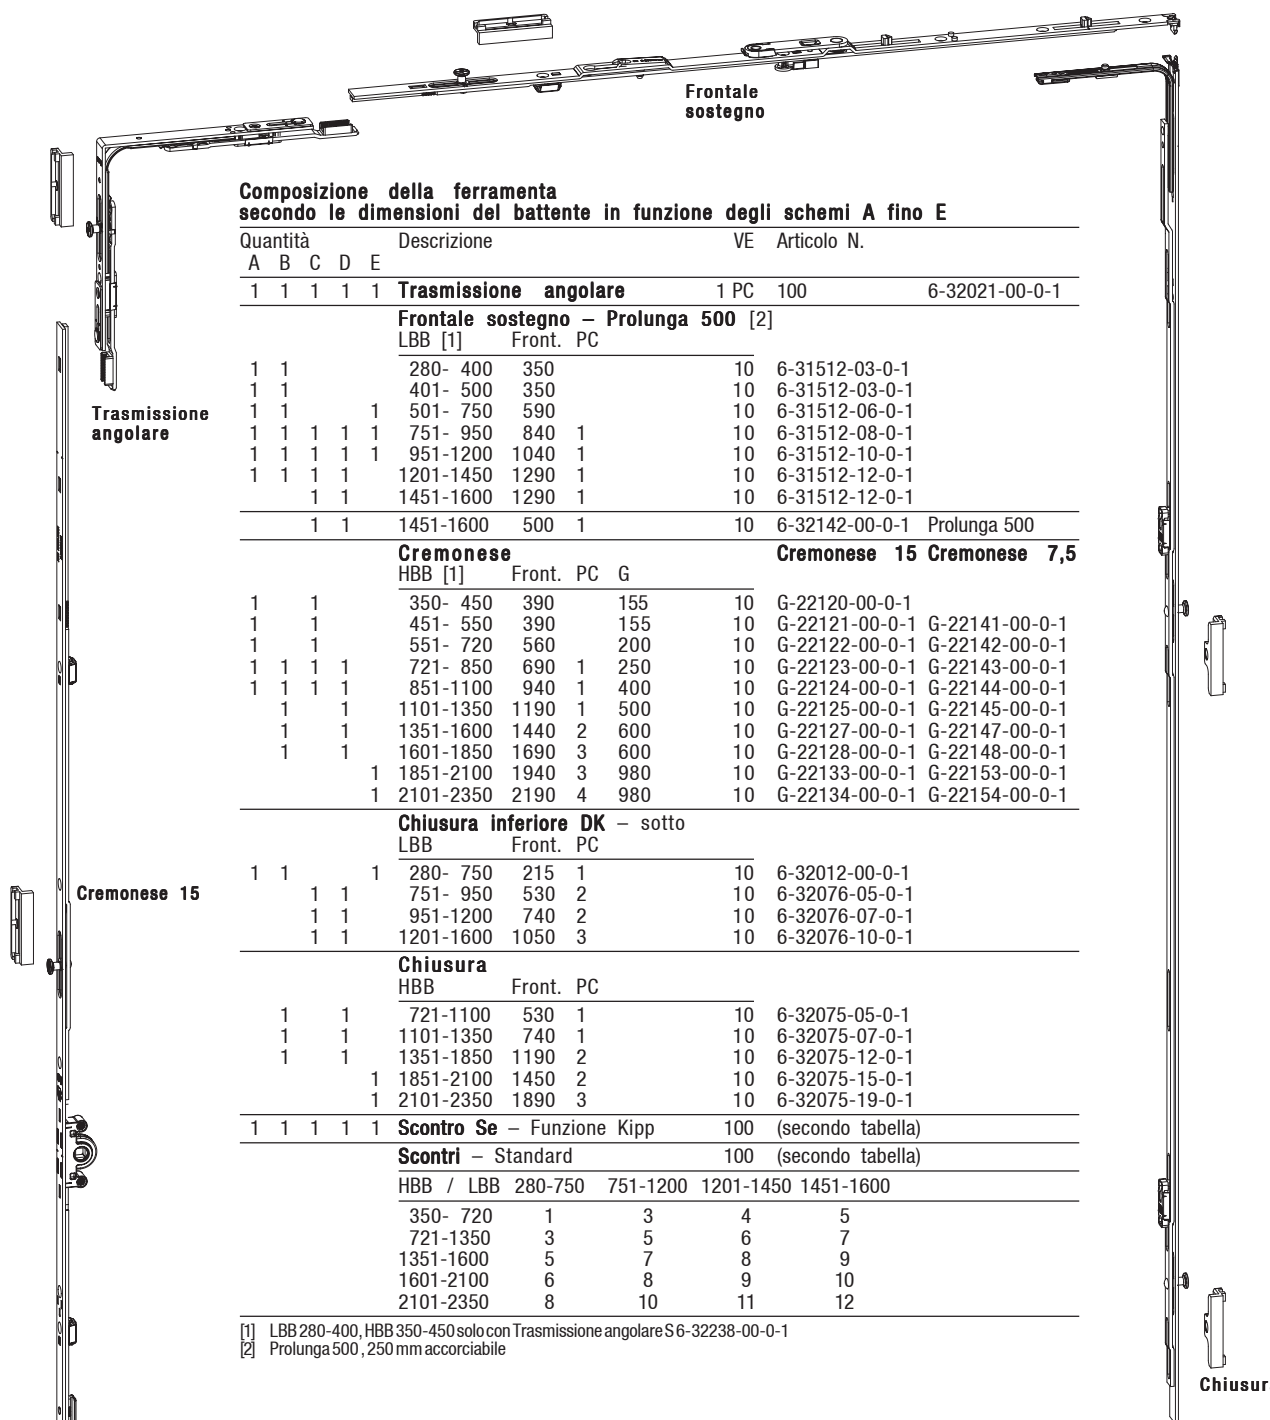 Frontale
sostegno
Composizione della ferramenta
secondo le dimensioni del battente in funzione degli schemi A fino E
Quantità Descrizione VE Articolo N.
A B C D E
1 1 1 1 1 Trasmissione angolare 1 PC 100 6-32021-00-0-1
Frontale sostegno – Prolunga 500 [2]
LBB [1] Front. PC
1 1 280- 400 350 10 6-31512-03-0-1
1 1 401- 500 350 10 6-31512-03-0-1
1 1 1 501- 750 590 10 6-31512-06-0-1
1 1 1 1 1 751- 950 840 1 10 6-31512-08-0-1
1 1 1 1 1 951-1200 1040 1 10 6-31512-10-0-1
1 1 1 1 1201-1450 1290 1 10 6-31512-12-0-1
1 1 1451-1600 1290 1 10 6-31512-12-0-1
1 1 1451-1600 500 1 10 6-32142-00-0-1 Prolunga 500
Trasmissione
angolare
Cremonese Cremonese 15 Cremonese 7,5
HBB [1] Front. PC G
1 1 350- 450 390 155 10 G-22120-00-0-1
1 1 451- 550 390 155 10 G-22121-00-0-1 G-22141-00-0-1
1 1 551- 720 560 200 10 G-22122-00-0-1 G-22142-00-0-1
1 1 1 1 721- 850 690 1 250 10 G-22123-00-0-1 G-22143-00-0-1
1 1 1 1 851-1100 940 1 400 10 G-22124-00-0-1 G-22144-00-0-1
1 1 1101-1350 1190 1 500 10 G-22125-00-0-1 G-22145-00-0-1
1 1 1351-1600 1440 2 600 10 G-22127-00-0-1 G-22147-00-0-1
1 1 1601-1850 1690 3 600 10 G-22128-00-0-1 G-22148-00-0-1
1 1851-2100 1940 3 980 10 G-22133-00-0-1 G-22153-00-0-1
1 2101-2350 2190 4 980 10 G-22134-00-0-1 G-22154-00-0-1
Chiusura inferiore DK – sotto
LBB Front. PC
1 1 1 280- 750 215 1 10 6-32012-00-0-1
1 1 751- 950 530 2 10 6-32076-05-0-1
1 1 951-1200 740 2 10 6-32076-07-0-1
1 1 1201-1600 1050 3 10 6-32076-10-0-1
Cremonese 15
Chiusura
HBB Front. PC
1 1 721-1100 530 1 10 6-32075-05-0-1
1 1 1101-1350 740 1 10 6-32075-07-0-1
1 1 1351-1850 1190 2 10 6-32075-12-0-1
1 1851-2100 1450 2 10 6-32075-15-0-1
1 2101-2350 1890 3 10 6-32075-19-0-1
1 1 1 1 1 Scontro Se – Funzione Kipp 100 (secondo tabella)
Scontri – Standard 100 (secondo tabella)
HBB / LBB 280-750 751-1200 1201-1450 1451-1600
350- 720 1 3 4 5
721-1350 3 5 6 7
1351-1600 5 7 8 9
1601-2100 6 8 9 10
2101-2350 8 10 11 12
[1] LBB 280-400, HBB 350-450 solo con Trasmissione angolare S 6-32238-00-0-1
[2] Prolunga 500 , 250 mm accorciabile
Chiusur